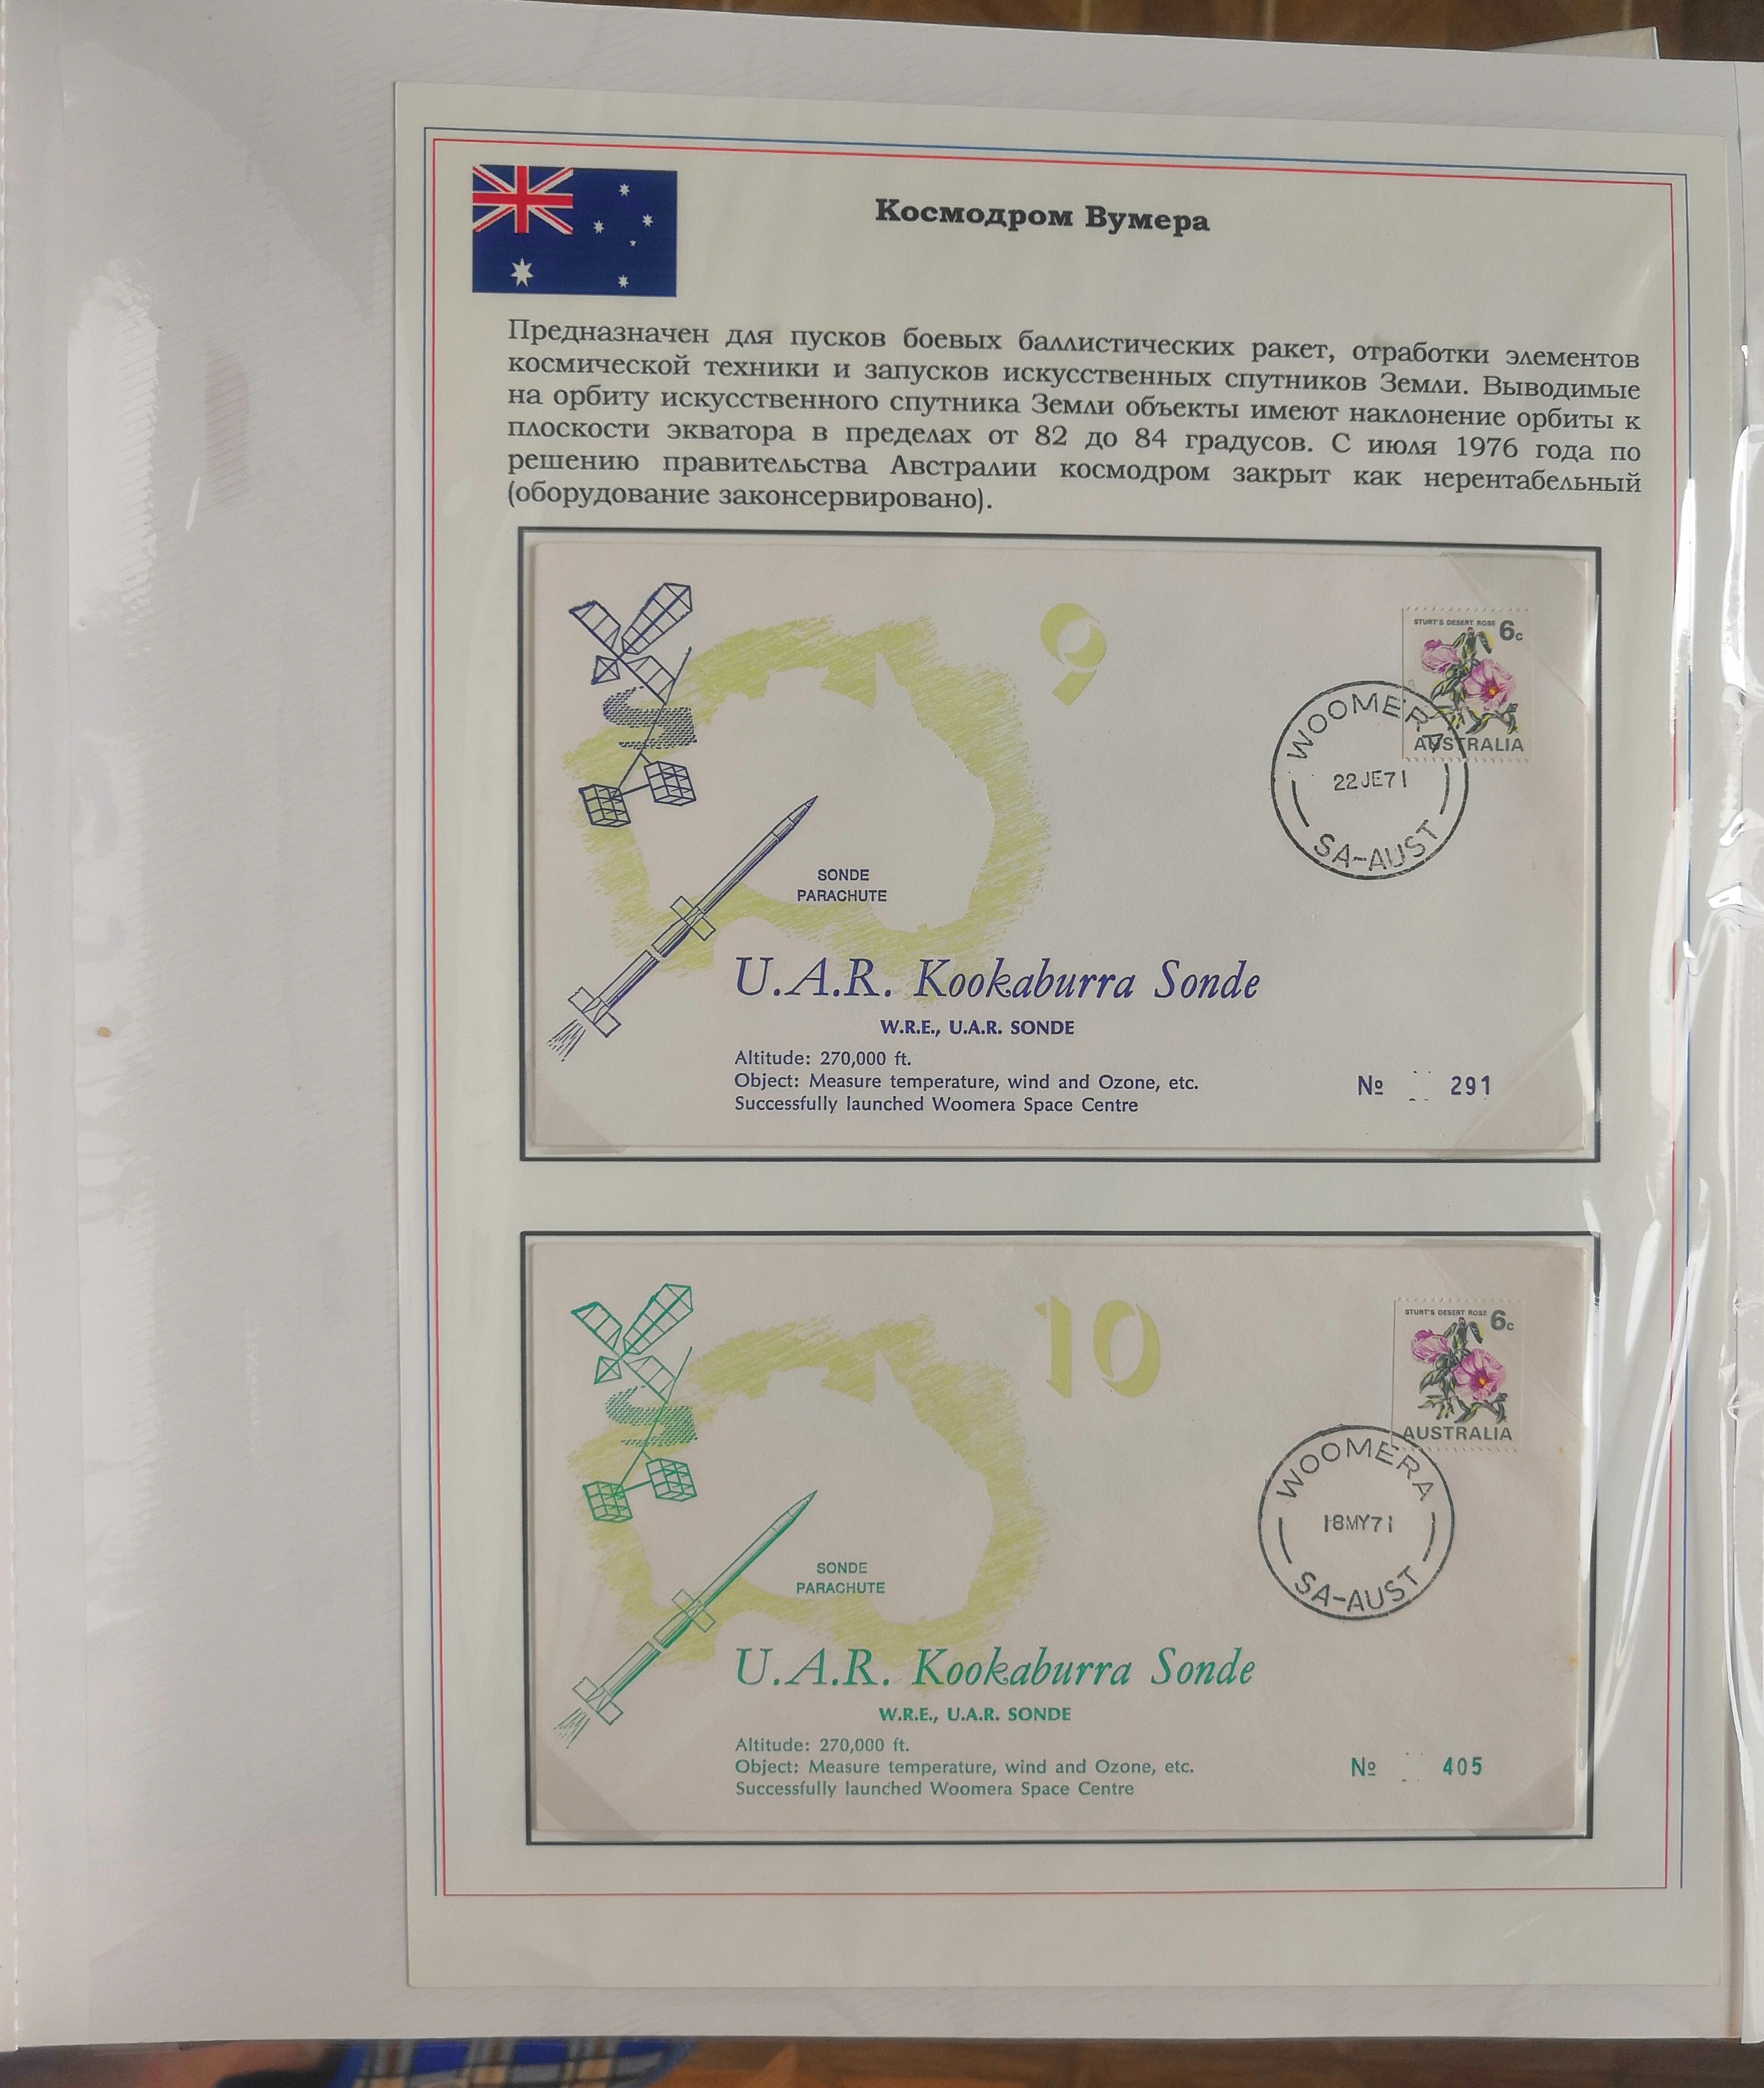 Космодром Вумера
Предназначен для пусков боевых баллистических ракет, отработки элементов
космической техники и запусков искусственных спутников Земли. Выводимые
на орбиту искусственного спутника Земли объекты имеют наклонение орбиты к
плоскости экватора в пределах от 82 до 84 градусов. С июля 1976 года по
решению правительства Австралии космодром закрыт как нерентабельный
(оборудование законсервировано).
9
STURT'S DESERT ROSE 6c
AUSTRALIA
WOOMERA
22JE71
SA-AUST
SONDE
PARACHUTE
U.A.R. Kookaburra Sonde
W.R.E., U.A.R. SONDE
Altitude: 270,000 ft.
Object: Measure temperature, wind and Ozone, etc.
Successfully launched Woomera Space Centre
№ 291
10
STURT'S DESERT ROSE 6c
AUSTRALIA
WOOMERA
18MY71
SA-AUST
SONDE
PARACHUTE
U.A.R. Kookaburra Sonde
W.R.E., U.A.R. SONDE
Altitude: 270,000 ft.
Object: Measure temperature, wind and Ozone, etc.
Successfully launched Woomera Space Centre
№ 405